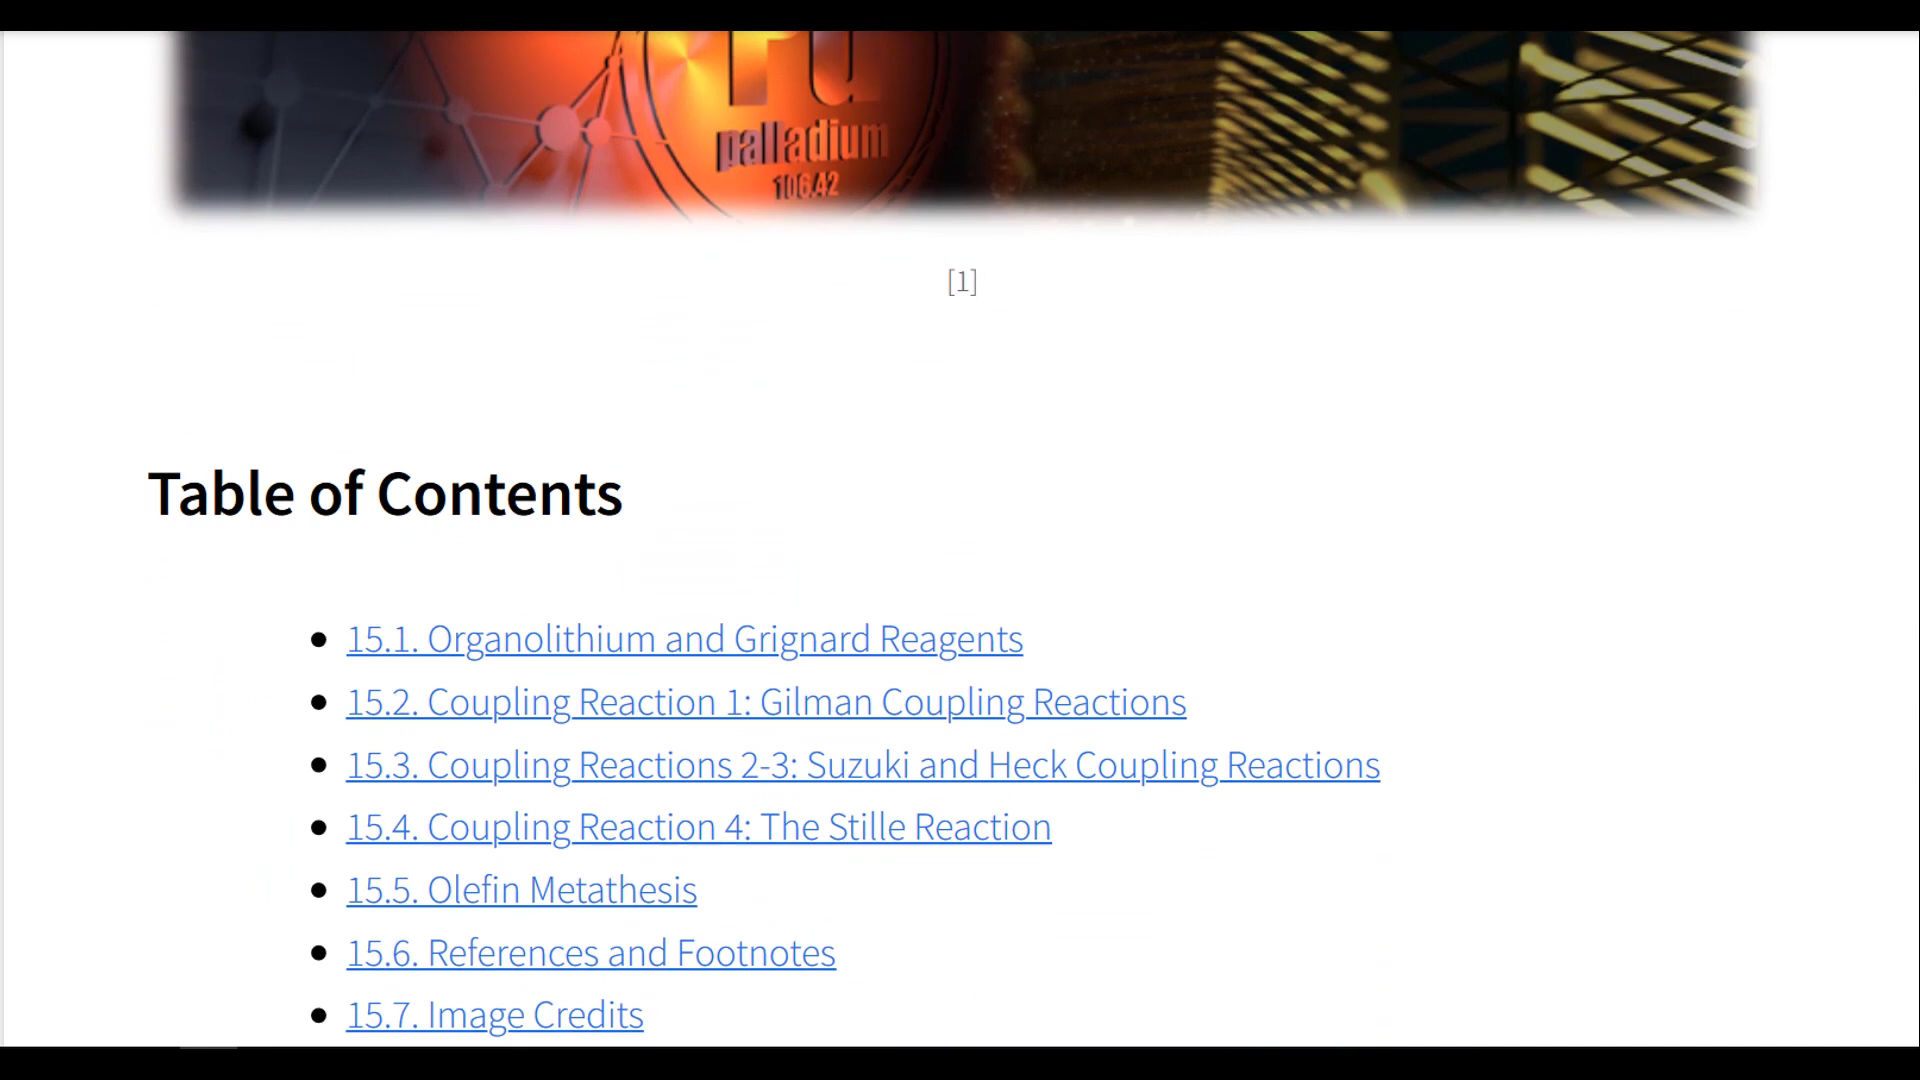 Pd
palladium
106.42
[1]
Table of Contents
15.1. Organolithium and Grignard Reagents
15.2. Coupling Reaction 1: Gilman Coupling Reactions
15.3. Coupling Reactions 2-3: Suzuki and Heck Coupling Reactions
15.4. Coupling Reaction 4: The Stille Reaction
15.5. Olefin Metathesis
15.6. References and Footnotes
15.7. Image Credits